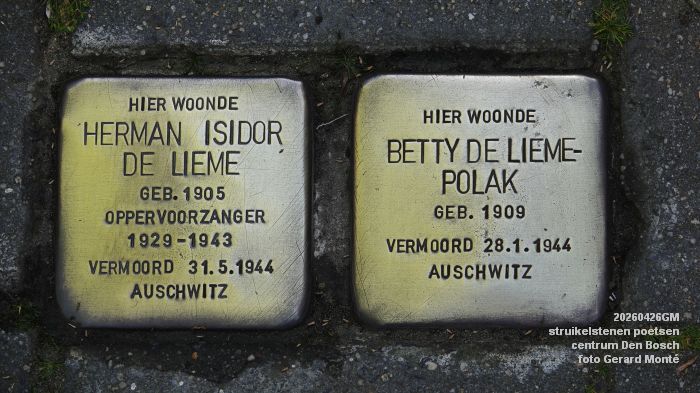 HIER WOONDE
HERMAN ISIDOR
DE LIEME
GEB. 1905
OPPERVOORZANGER
1929-1943
VERMOORD 31.5.1944
AUSCHWITZ
HIER WOONDE
BETTY DE LIEME-
POLAK
GEB. 1909
VERMOORD 28.1.1944
AUSCHWITZ
20260426GM
struikelstenen poetsen
centrum Den Bosch
foto Gerard Monté